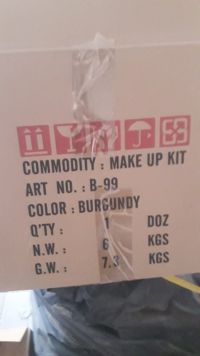 COMMODITY : MAKE UP KIT
ART NO. : B-99
COLOR : BURGUNDY
Q'TY : 1 DOZ
N.W. : 6 KGS
G.W. : 7.3 KGS